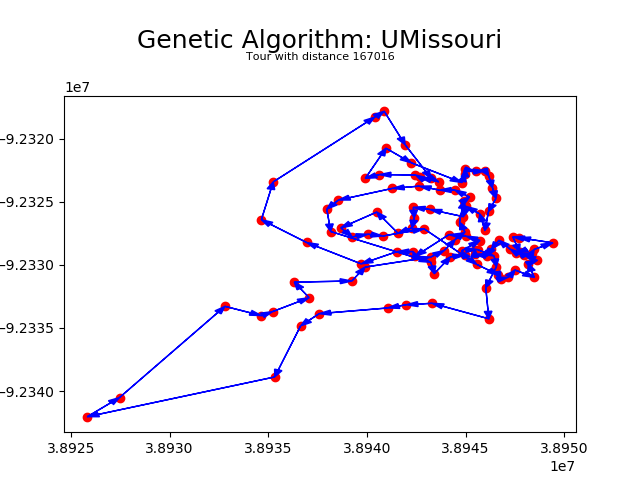 Genetic Algorithm: UMissouri
Tour with distance 167016
1e7
−9.2320
−9.2325
−9.2330
−9.2335
−9.2340
3.8925 3.8930 3.8935 3.8940 3.8945 3.8950
1e7